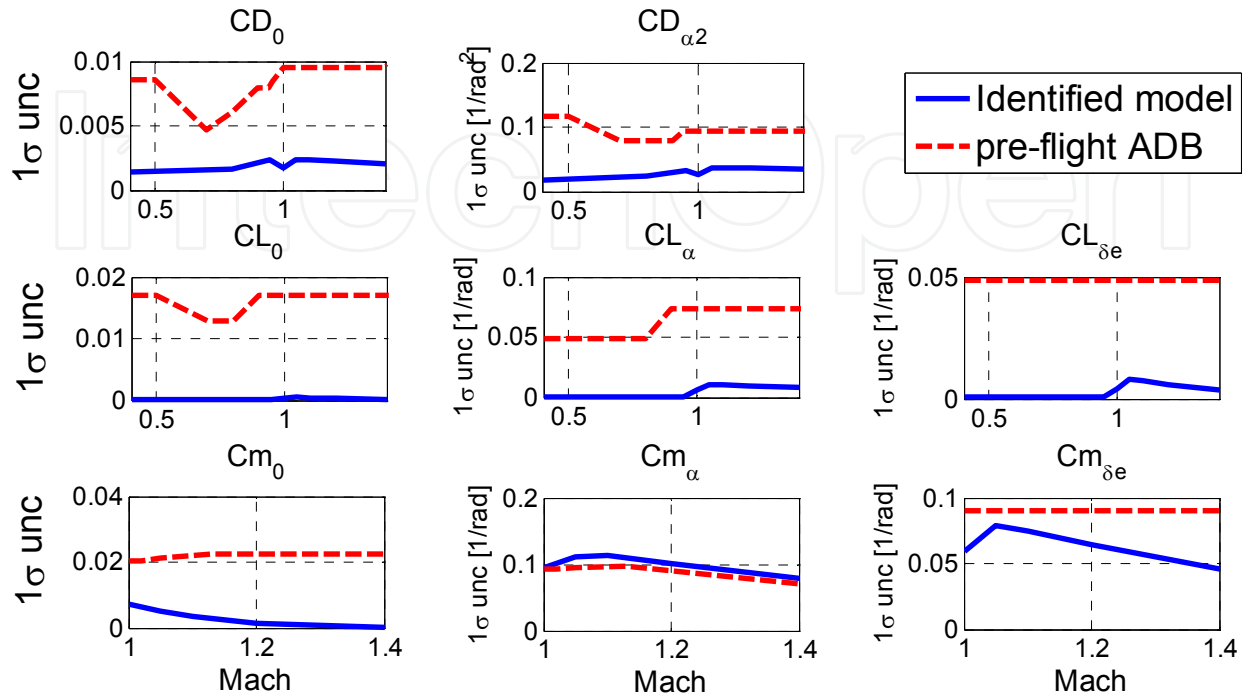 CD0
CDα2
0.01
0.005
0
0.5
1
1σ unc
0.2
0.1
0
0.5
1
1σ unc [1/rad2]
Identified model
pre-flight ADB
IntechOpen
CL0
CLα
CLδe
0.02
0.01
0
0.5
1
1σ unc
0.1
0.05
0
0.5
1
1σ unc [1/rad]
0.05
0
0.5
1
1σ unc [1/rad]
Cm0
Cmα
Cmδe
0.04
0.02
0
1
1.2
1.4
1σ unc
Mach
0.2
0.1
0
1
1.2
1.4
1σ unc [1/rad]
Mach
0.1
0.05
0
1
1.2
1.4
1σ unc [1/rad]
Mach